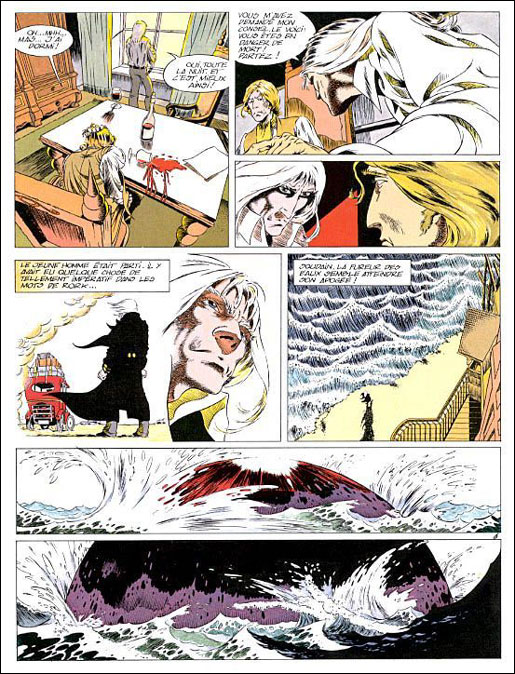 OH... MHH...
MAS... J'AI
DORMI!
OUI, TOUTE
LA NUIT. ET
C'EST MIEUX
AINSI!
VOUS M'AVEZ
DEMANDÉ MON
CONSEIL. LE VOICI:
VOUS ÊTES EN
DANGER DE
MORT!
PARTEZ!
LE JEUNE HOMME ÉTAIT PARTI. IL Y
AVAIT EU QUELQUE CHOSE DE
TELLEMENT IMPÉRATIF DANS LES
MOTS DE RORK...
SOUDAIN, LA FUREUR DES
EAUX SEMBLE ATTEINDRE
SON APOGÉE!